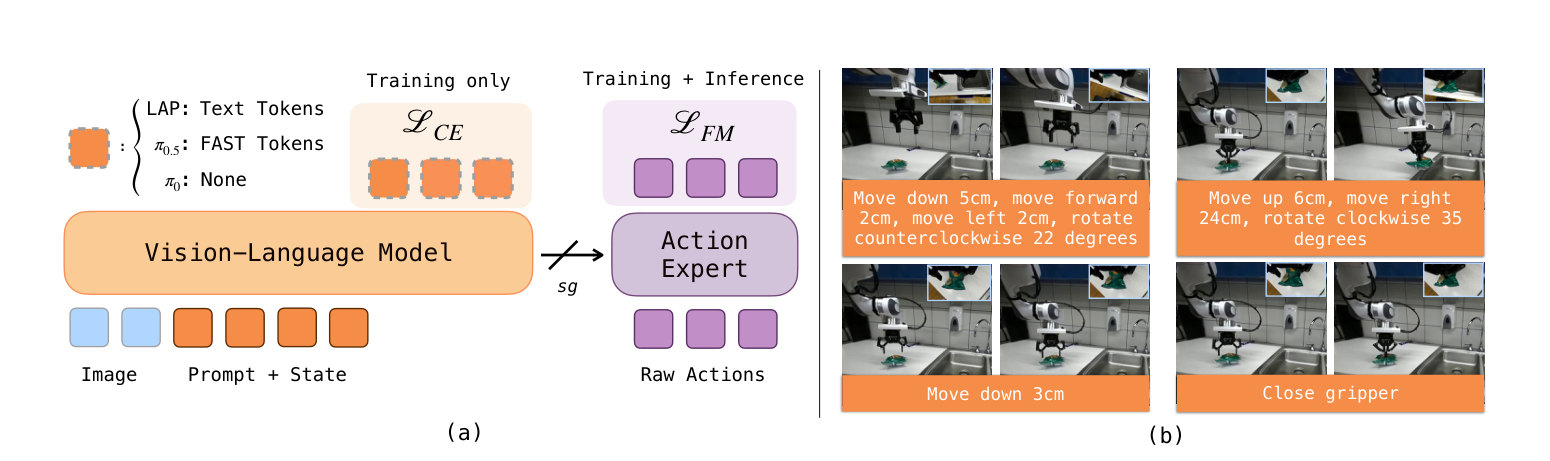 Training only
Training + Inference
LAP: Text Tokens
π0.5: FAST Tokens
π0: None
:
ℒCE
ℒFM
Vision-Language Model
sg
Action
Expert
Image
Prompt + State
Raw Actions
(a)
Move down 5cm, move forward
2cm, move left 2cm, rotate
counterclockwise 22 degrees
Move up 6cm, move right
24cm, rotate clockwise 35
degrees
Move down 3cm
Close gripper
(b)